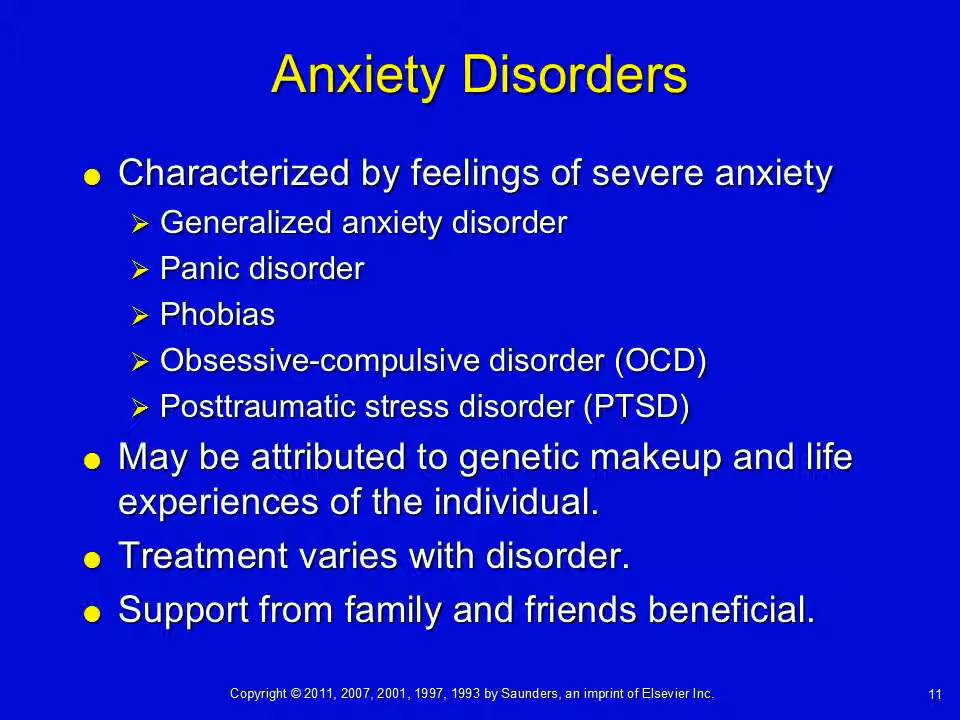 Anxiety Disorders
● Characterized by feelings of severe anxiety
➢ Generalized anxiety disorder
➢ Panic disorder
➢ Phobias
➢ Obsessive-compulsive disorder (OCD)
➢ Posttraumatic stress disorder (PTSD)
● May be attributed to genetic makeup and life
experiences of the individual.
● Treatment varies with disorder.
● Support from family and friends beneficial.
Copyright © 2011, 2007, 2001, 1997, 1993 by Saunders, an imprint of Elsevier Inc.
11